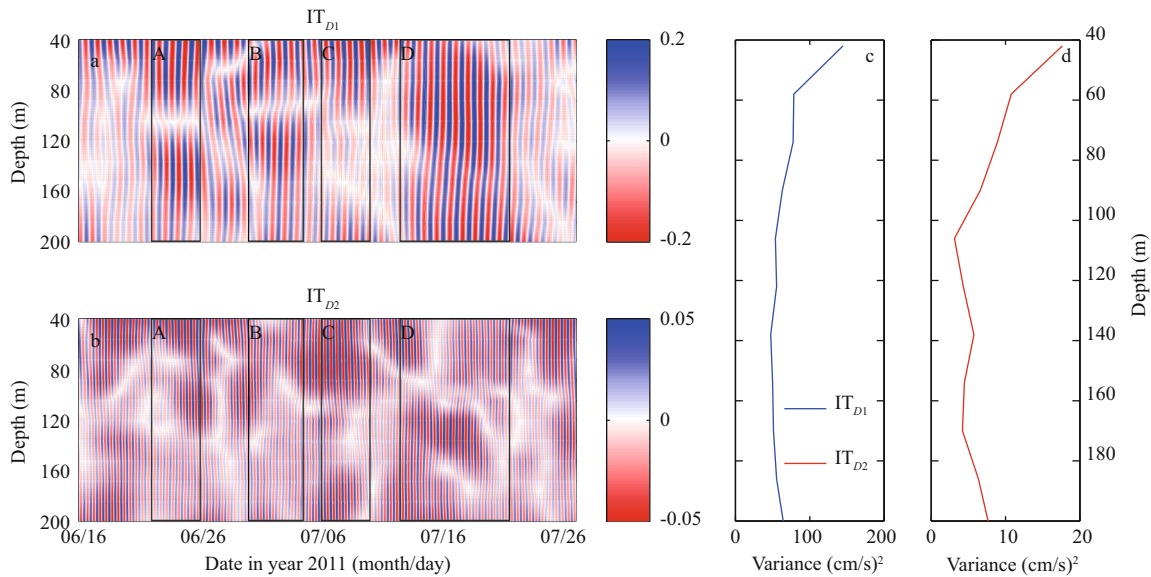 IT_D1
40
80
120
160
200
Depth (m)
a
A
B
C
D
0.2
0
-0.2
IT_D2
40
80
120
160
200
Depth (m)
b
A
B
C
D
0.05
0
-0.05
06/16 06/26 07/06 07/16 07/26
Date in year 2011 (month/day)
c
IT_D1
IT_D2
0 100 200
Variance (cm/s)²
d
40
60
80
100
120
140
160
180
Depth (m)
0 10 20
Variance (cm/s)²